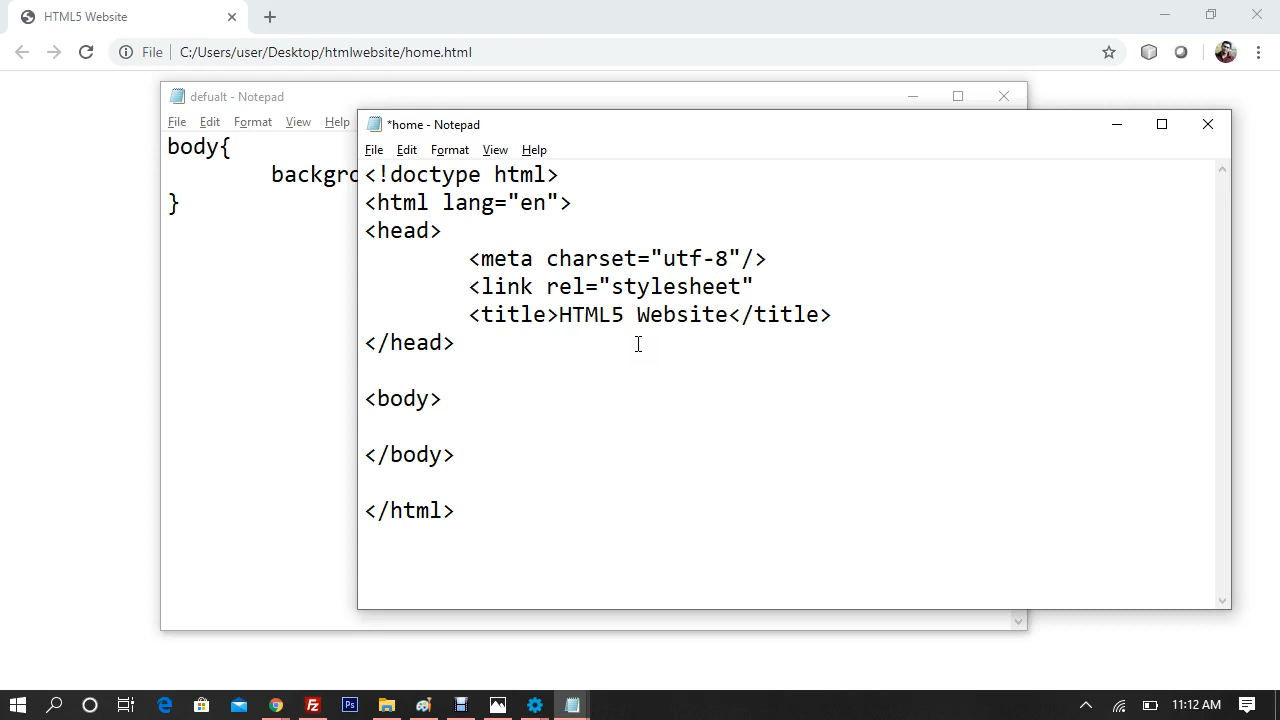 HTML5 Website
File
C:/Users/user/Desktop/htmlwebsite/home.html
defualt - Notepad
File Edit Format View Help
body{
backgro
}
*home - Notepad
File Edit Format View Help
<!doctype html>
<html lang="en">
<head>
<meta charset="utf-8"/>
<link rel="stylesheet"
<title>HTML5 Website</title>
</head>
<body>
</body>
</html>
Fz
Ps
11:12 AM